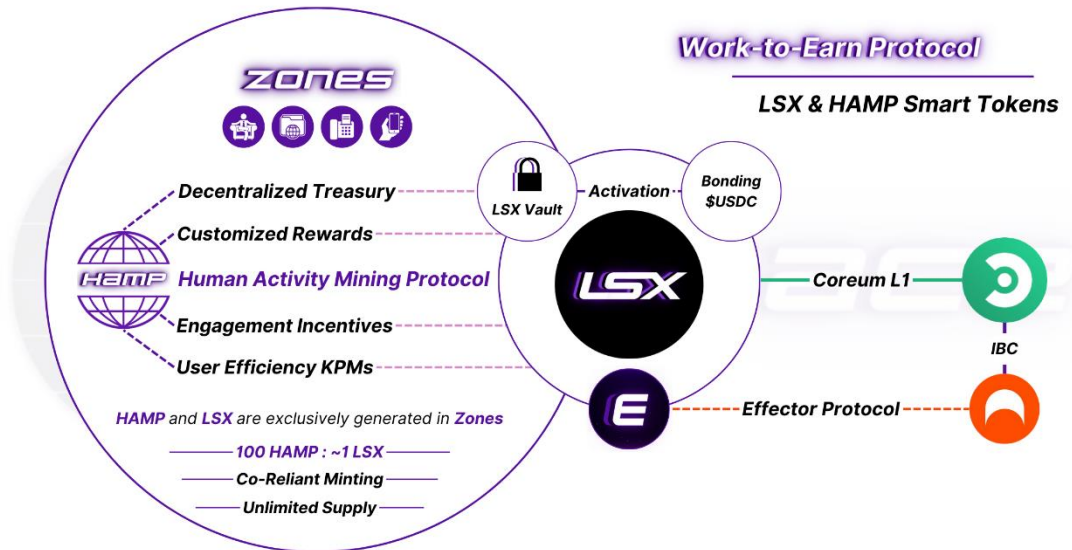 Work-to-Earn Protocol
LSX & HAMP Smart Tokens
ZONES
Decentralized Treasury
Customized Rewards
HAMP
Human Activity Mining Protocol
Engagement Incentives
User Efficiency KPMs
HAMP and LSX are exclusively generated in Zones
100 HAMP : ~1 LSX
Co-Reliant Minting
Unlimited Supply
LSX Vault
Activation
Bonding
$USDC
LSX
E
Coreum L1
IBC
Effector Protocol